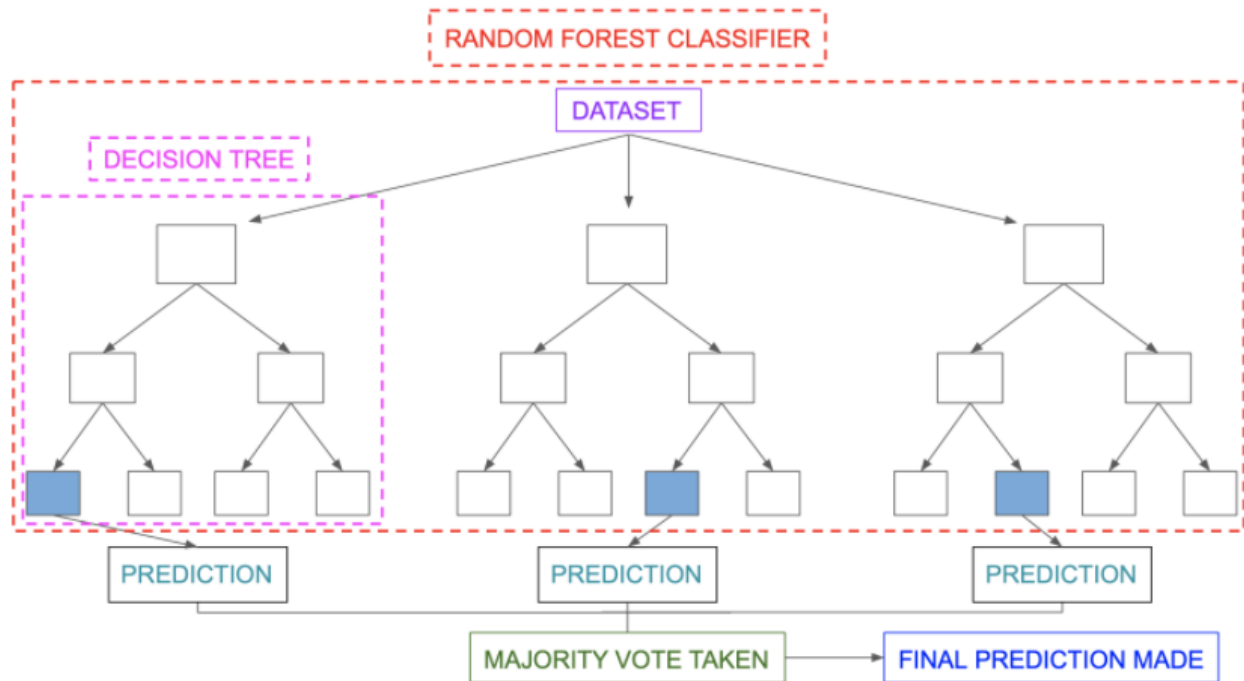 RANDOM FOREST CLASSIFIER
DATASET
DECISION TREE
PREDICTION
PREDICTION
PREDICTION
MAJORITY VOTE TAKEN
FINAL PREDICTION MADE